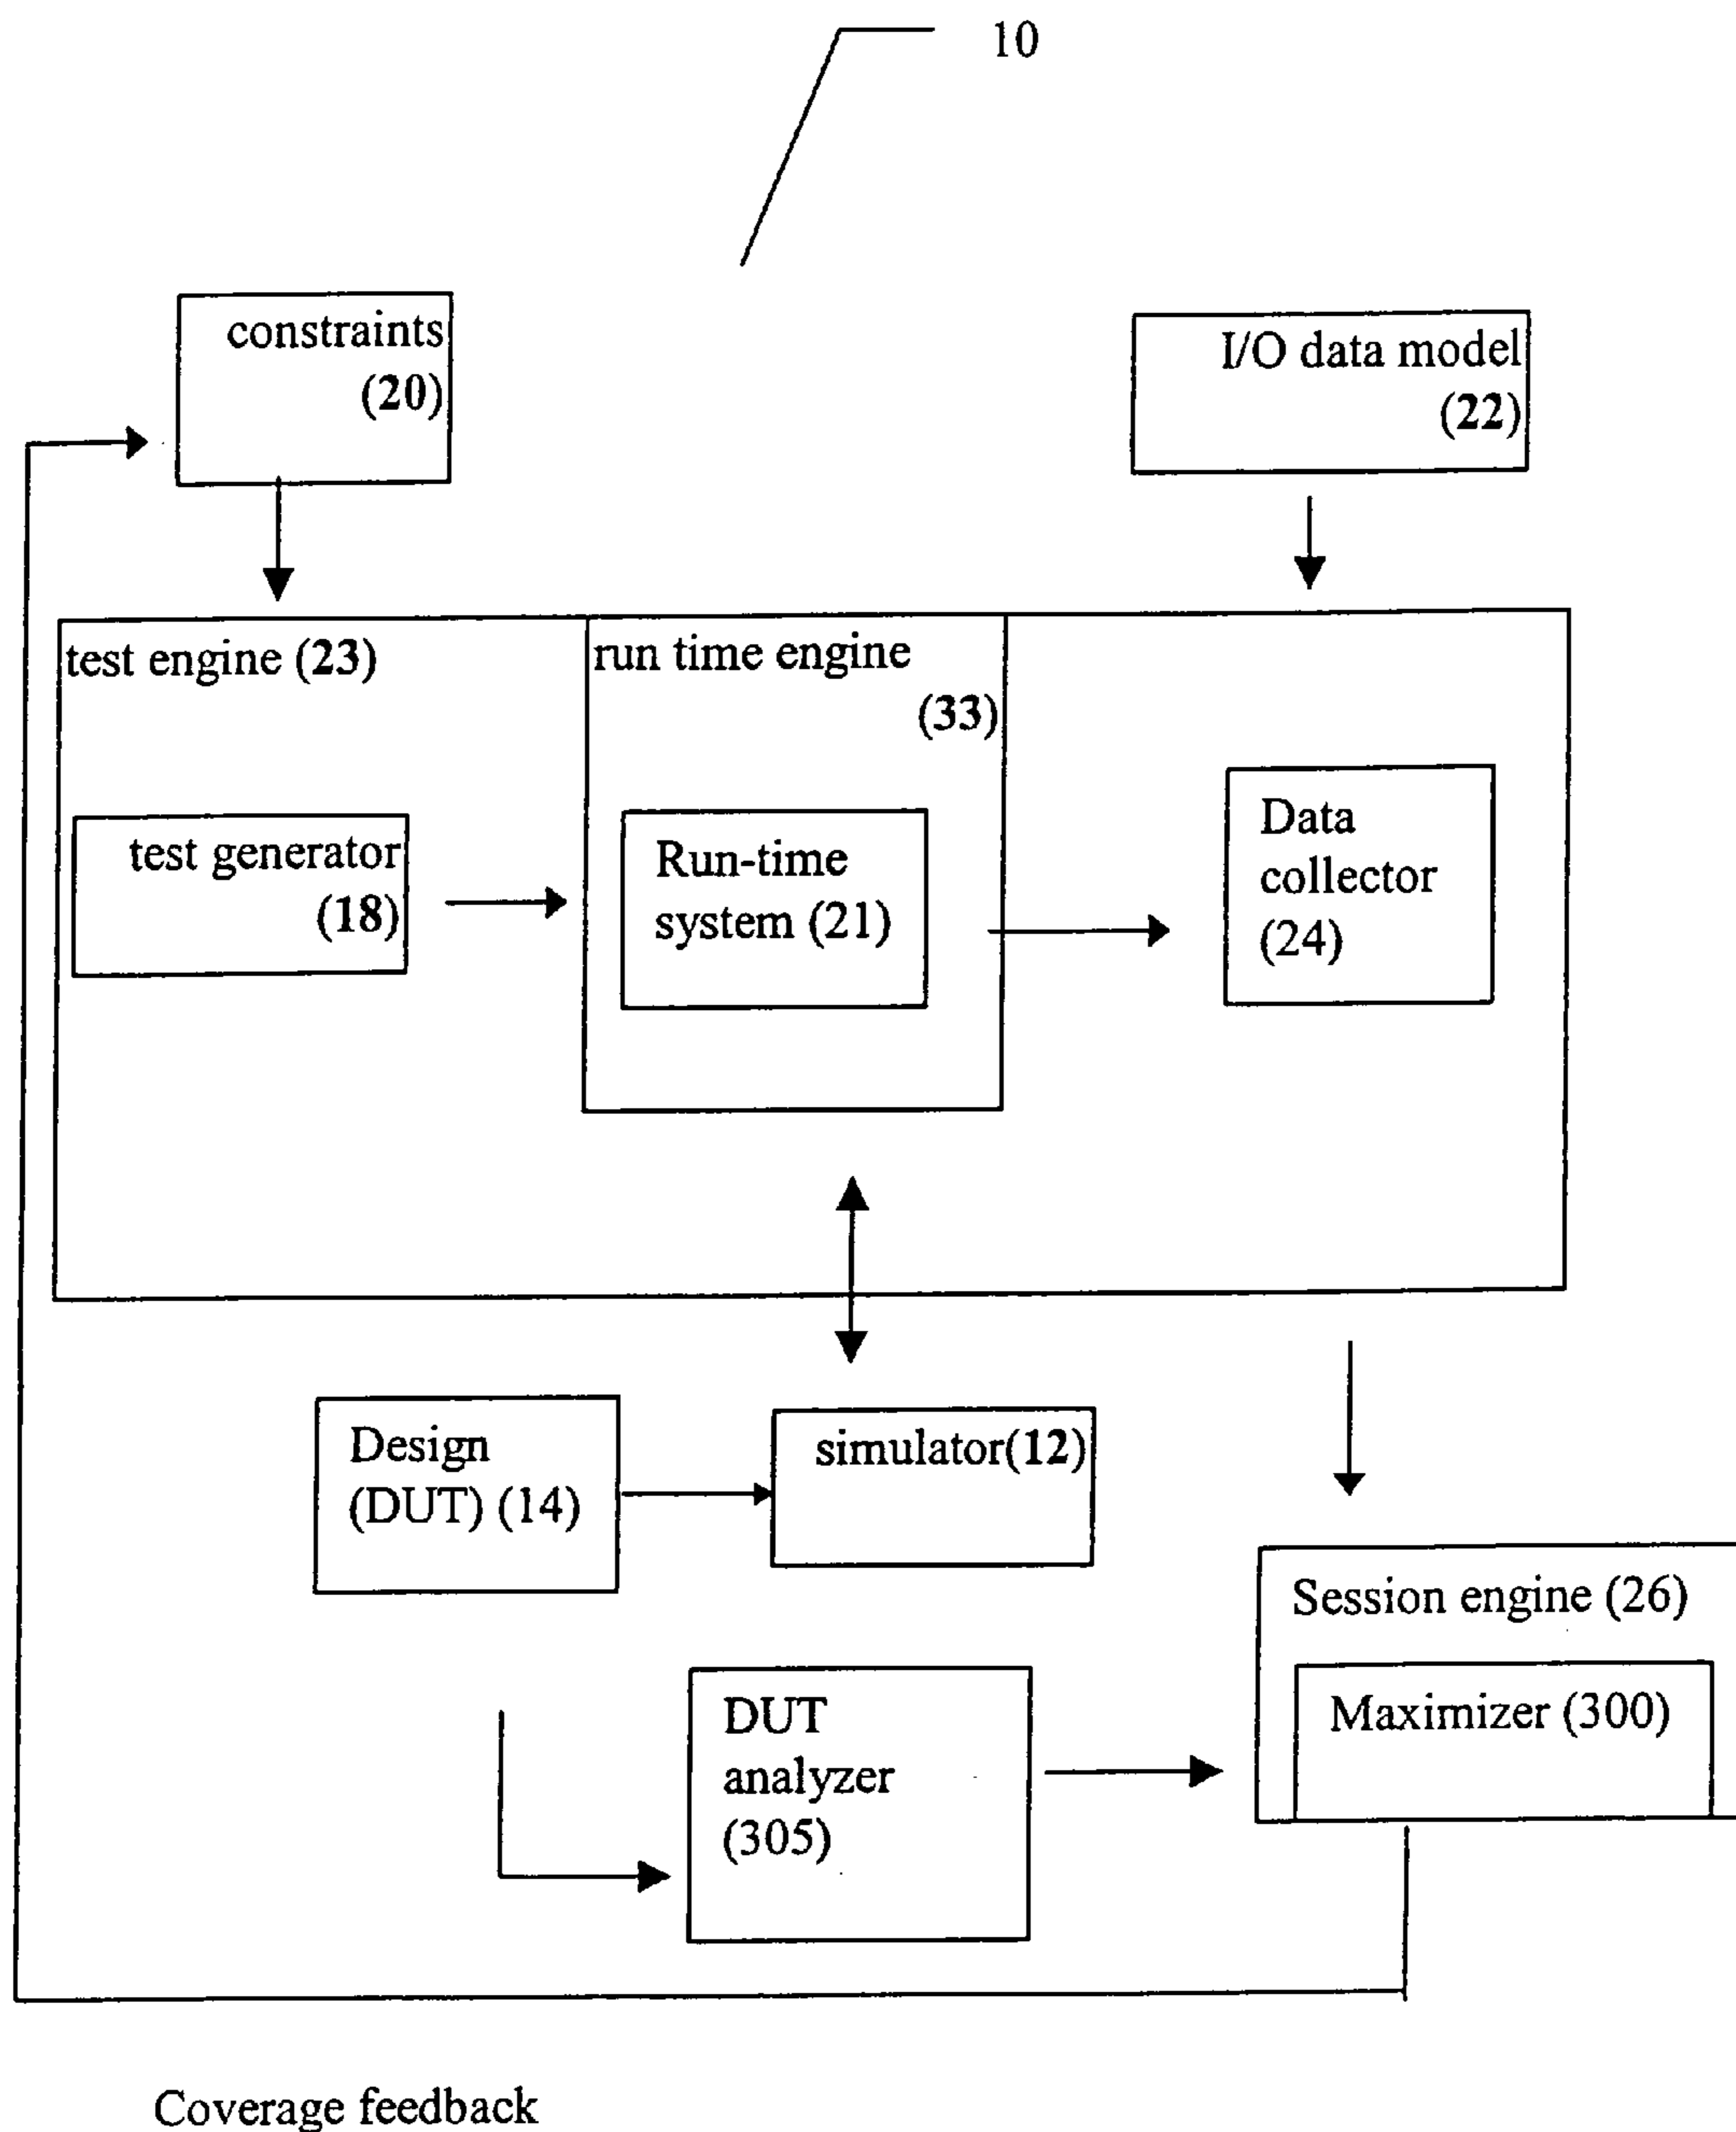 10
constraints
(20)
I/O data model
(22)
test engine (23)
run time engine
(33)
test generator
(18)
Run-time
system (21)
Data
collector
(24)
Design
(DUT) (14)
simulator(12)
Session engine (26)
Maximizer (300)
DUT
analyzer
(305)
Coverage feedback